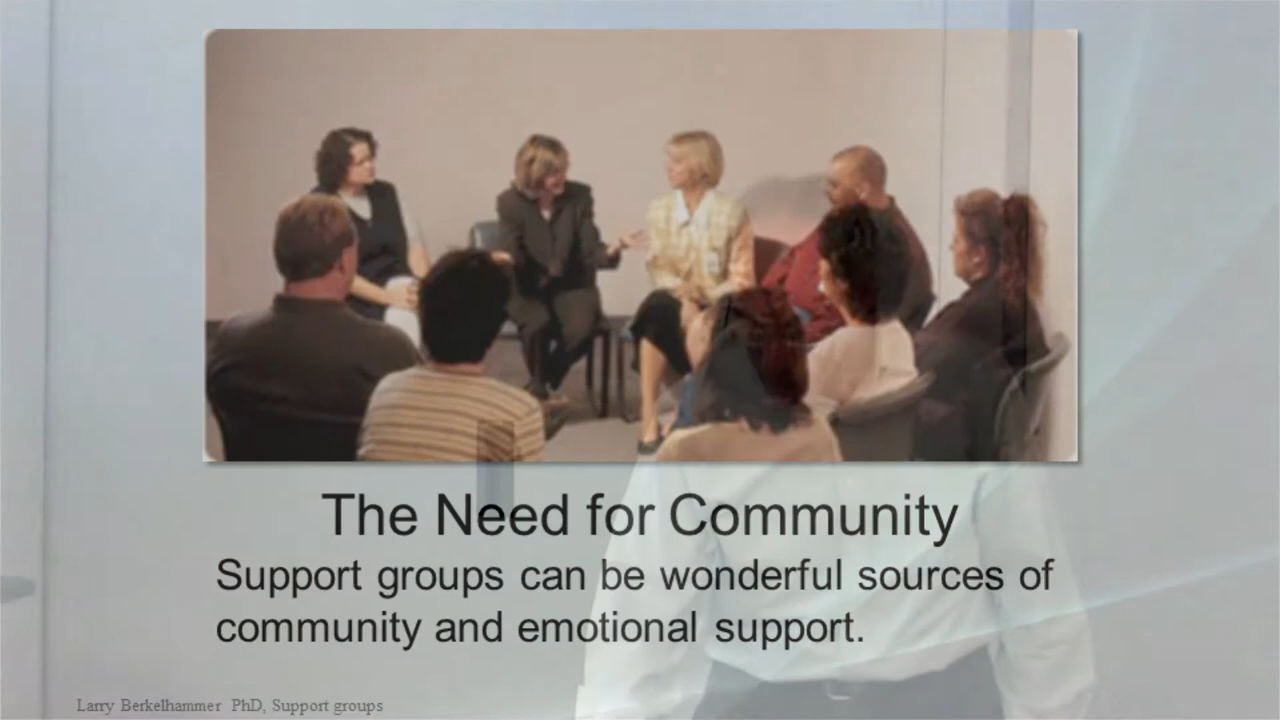 The Need for Community
Support groups can be wonderful sources of
community and emotional support.
Larry Berkelhammer PhD, Support groups